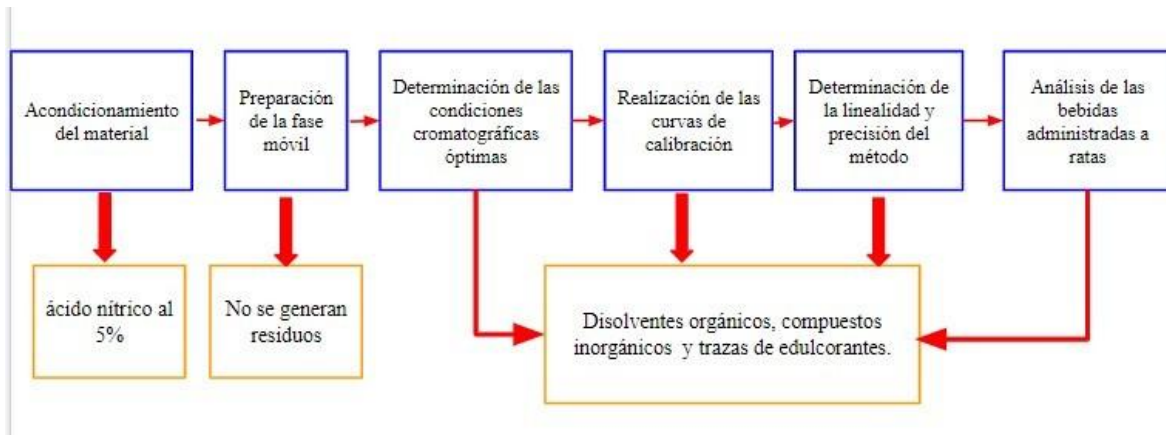 Acondicionamiento
del material
Preparación
de la fase
móvil
Determinación de las
condiciones
cromatográficas
óptimas
Realización de las
curvas de
calibración
Determinación de
la linealidad y
precisión del
método
Análisis de las
bebidas
administradas a
ratas
ácido nítrico al
5%
No se generan
residuos
Disolventes orgánicos, compuestos
inorgánicos y trazas de edulcorantes.